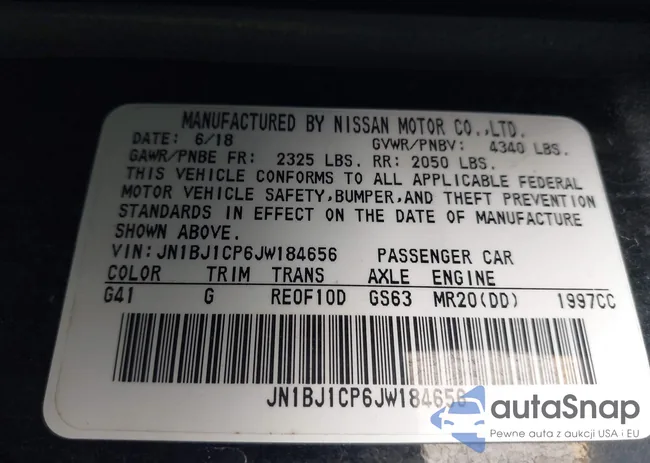 MANUFACTURED BY NISSAN MOTOR CO.,LTD.
DATE: 6/18 GVWR/PNBV: 4340 LBS.
GAWR/PNBE FR: 2325 LBS. RR: 2050 LBS.
THIS VEHICLE CONFORMS TO ALL APPLICABLE FEDERAL
MOTOR VEHICLE SAFETY,BUMPER,AND THEFT PREVENTION
STANDARDS IN EFFECT ON THE DATE OF MANUFACTURE
SHOWN ABOVE.
VIN:JN1BJ1CP6JW184656 PASSENGER CAR
COLOR TRIM TRANS AXLE ENGINE
G41 G RE0F10D GS63 MR20(DD) 1997CC
JN1BJ1CP6JW184656
autaSnap
Pewne auta z aukcji USA i EU